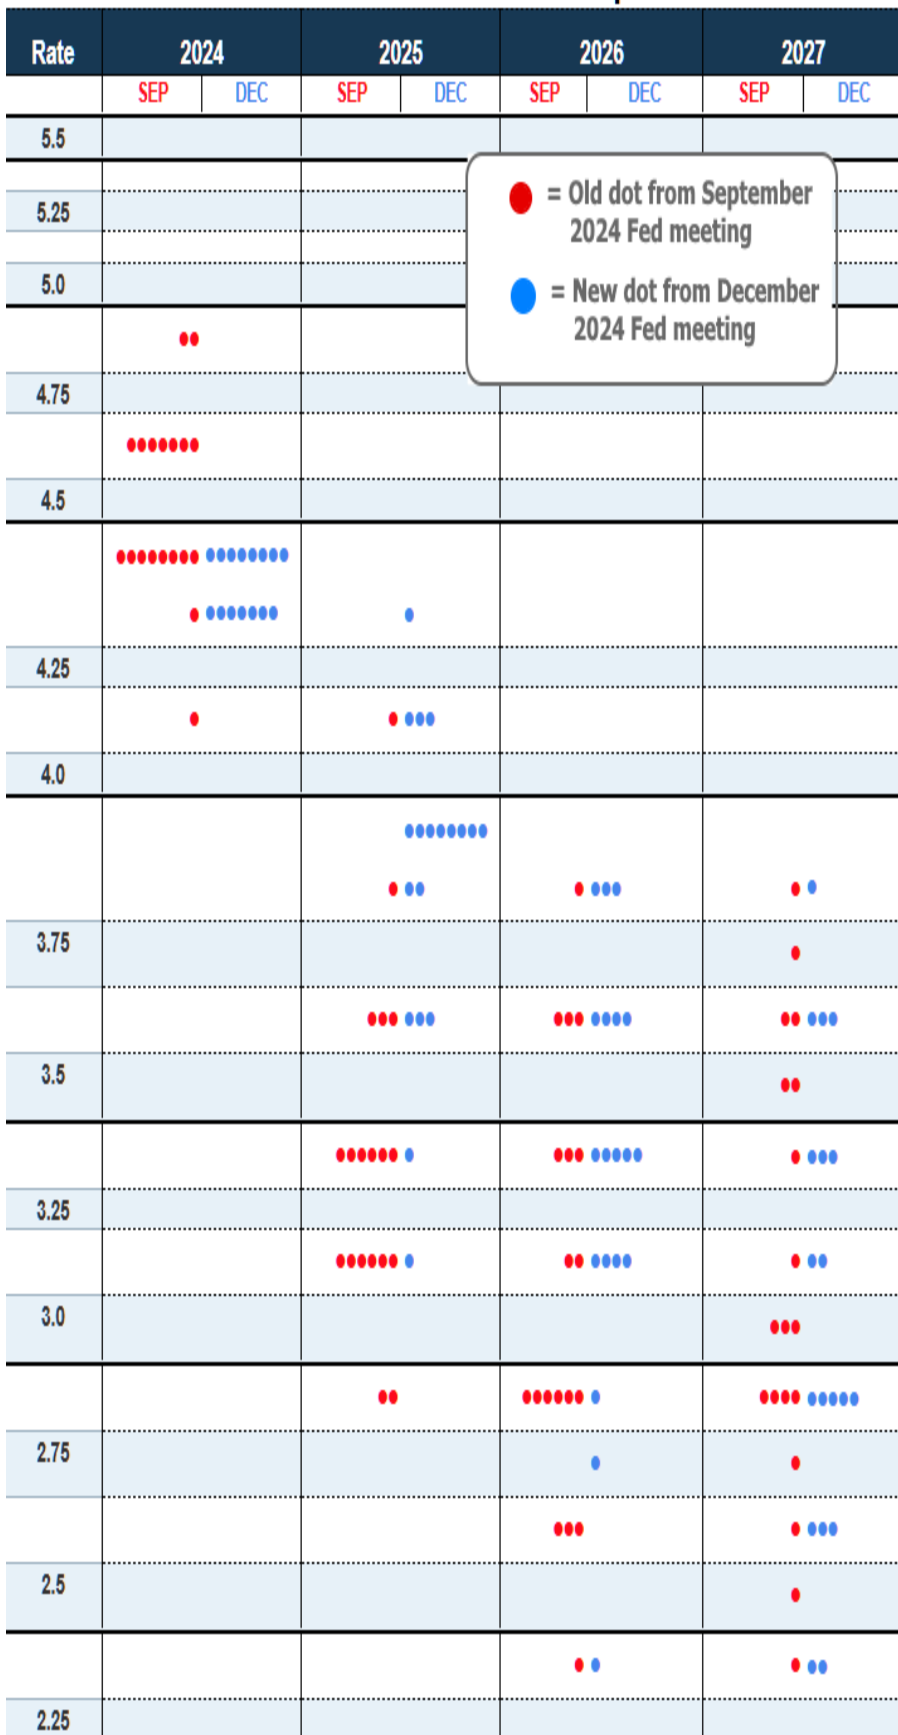 Rate 2024 2025 2026 2027
SEP DEC SEP DEC SEP DEC SEP DEC
5.5
= Old dot from September
2024 Fed meeting
5.25
5.0
= New dot from December
2024 Fed meeting
4.75
4.5
4.25
4.0
3.75
3.5
3.25
3.0
2.75
2.5
2.25